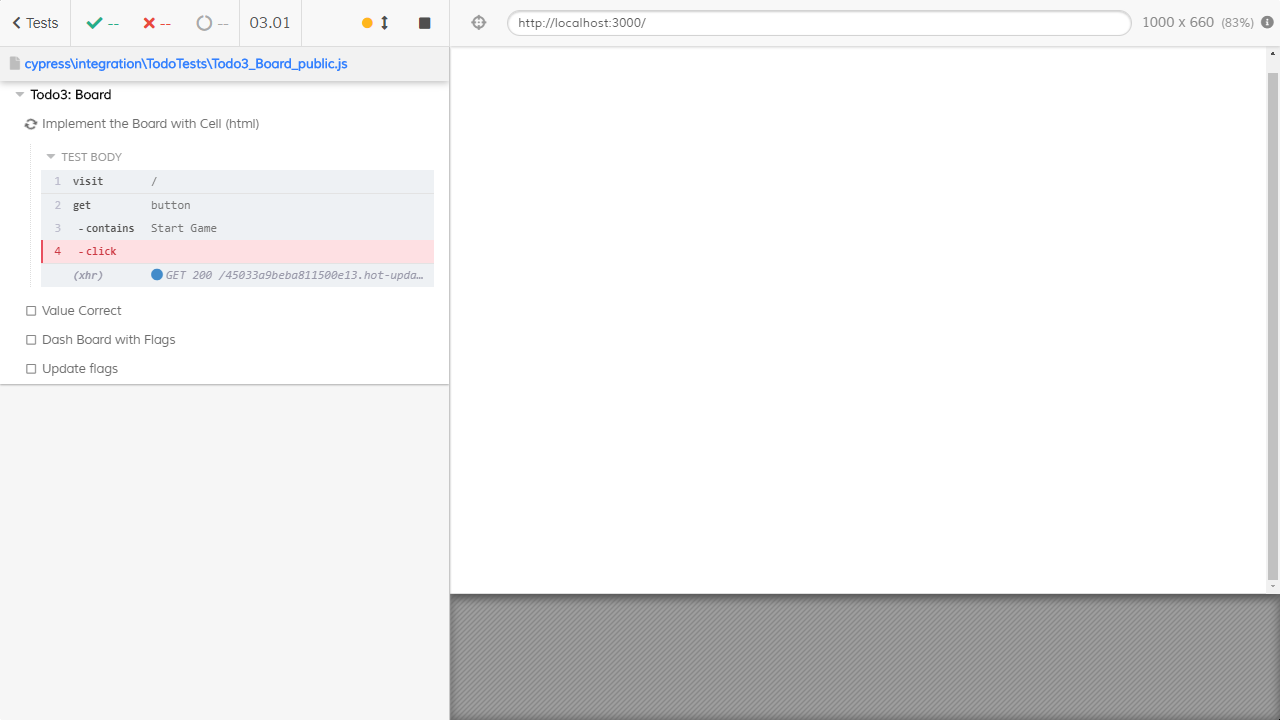 Tests -- -- -- 03.01 http://localhost:3000/ 1000 x 660 (83%)
cypress\integration\TodoTests\Todo3_Board_public.js
Todo3: Board
Implement the Board with Cell (html)
TEST BODY
1 visit /
2 get button
3 -contains Start Game
4 -click
(xhr) GET 200 /45033a9beba811500e13.hot-upda…
Value Correct
Dash Board with Flags
Update flags